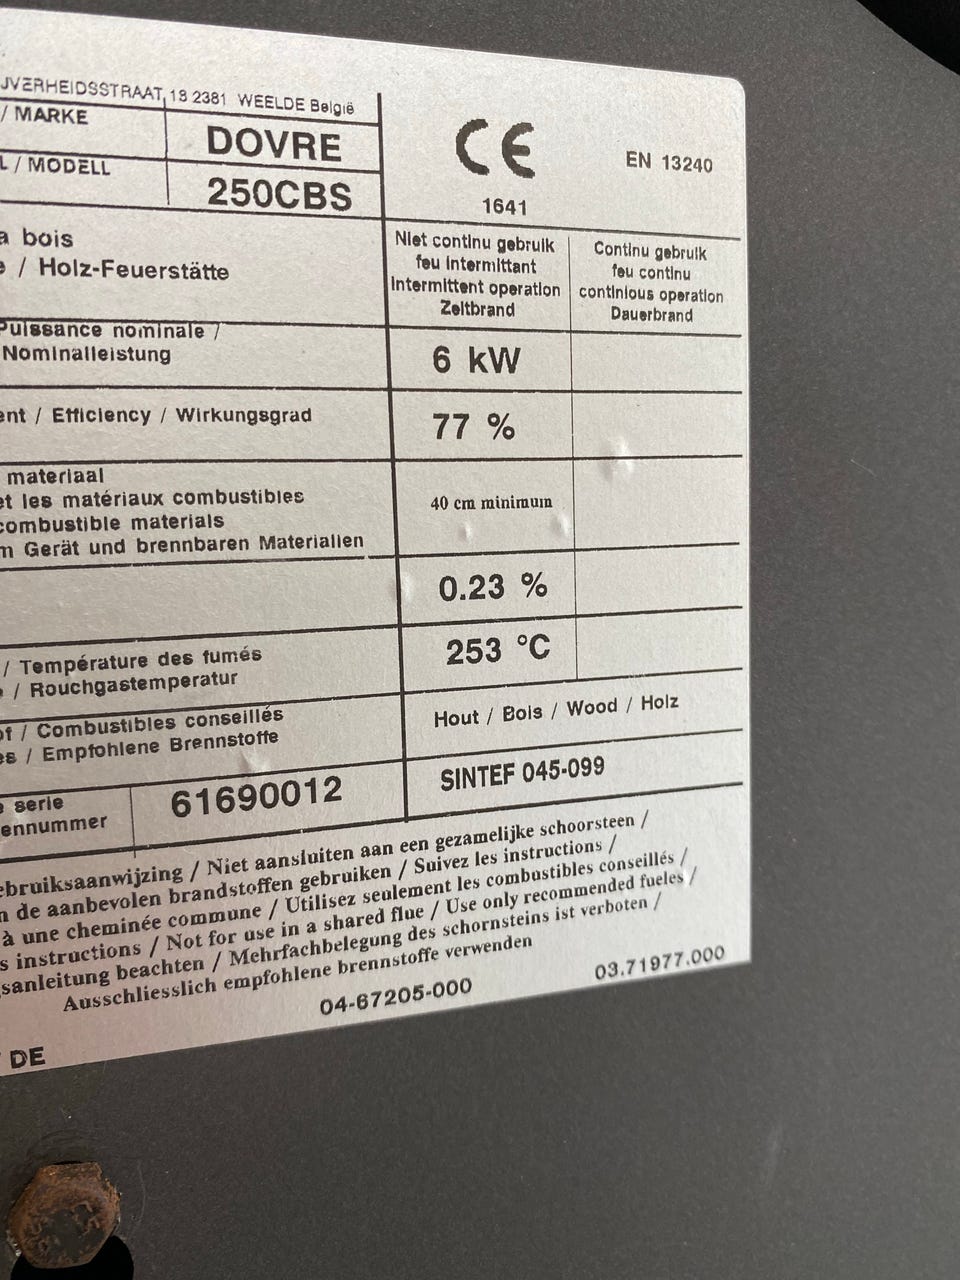 JVERHEIDSSTRAAT, 13 2381 WEELDE België
/ MARKE
DOVRE
L / MODELL
250CBS
CE
EN 13240
1641
a bois
e / Holz-Feuerstätte
Niet continu gebruik
feu intermittant
Intermittent operation
Zeitbrand
Continu gebruik
feu continu
continious operation
Dauerbrand
Puissance nominale /
Nominalleistung
6 kW
ent / Efficiency / Wirkungsgrad
77 %
materiaal
et les matériaux combustibles
combustible materials
m Gerät und brennbaren Materialien
40 cm minimum
0.23 %
/ Température des fumés
e / Rouchgastemperatur
253 °C
of / Combustibles conseillés
es / Empfohlene Brennstoffe
Hout / Bois / Wood / Holz
e serie
ennummer
61690012
SINTEF 045-099
ebruiksaanwijzing / Niet aansluiten aan een gezamelijke schoorsteen /
n de aanbevolen brandstoffen gebruiken / Suivez les instructions /
à une cheminée commune / Utilisez seulement les combustibles conseillés /
s instructions / Not for use in a shared flue / Use only recommended fueles /
sanleitung beachten / Mehrfachbelegung des schornsteins ist verboten /
Ausschliesslich empfohlene brennstoffe verwenden
04-67205-000
03.71977.000
DE